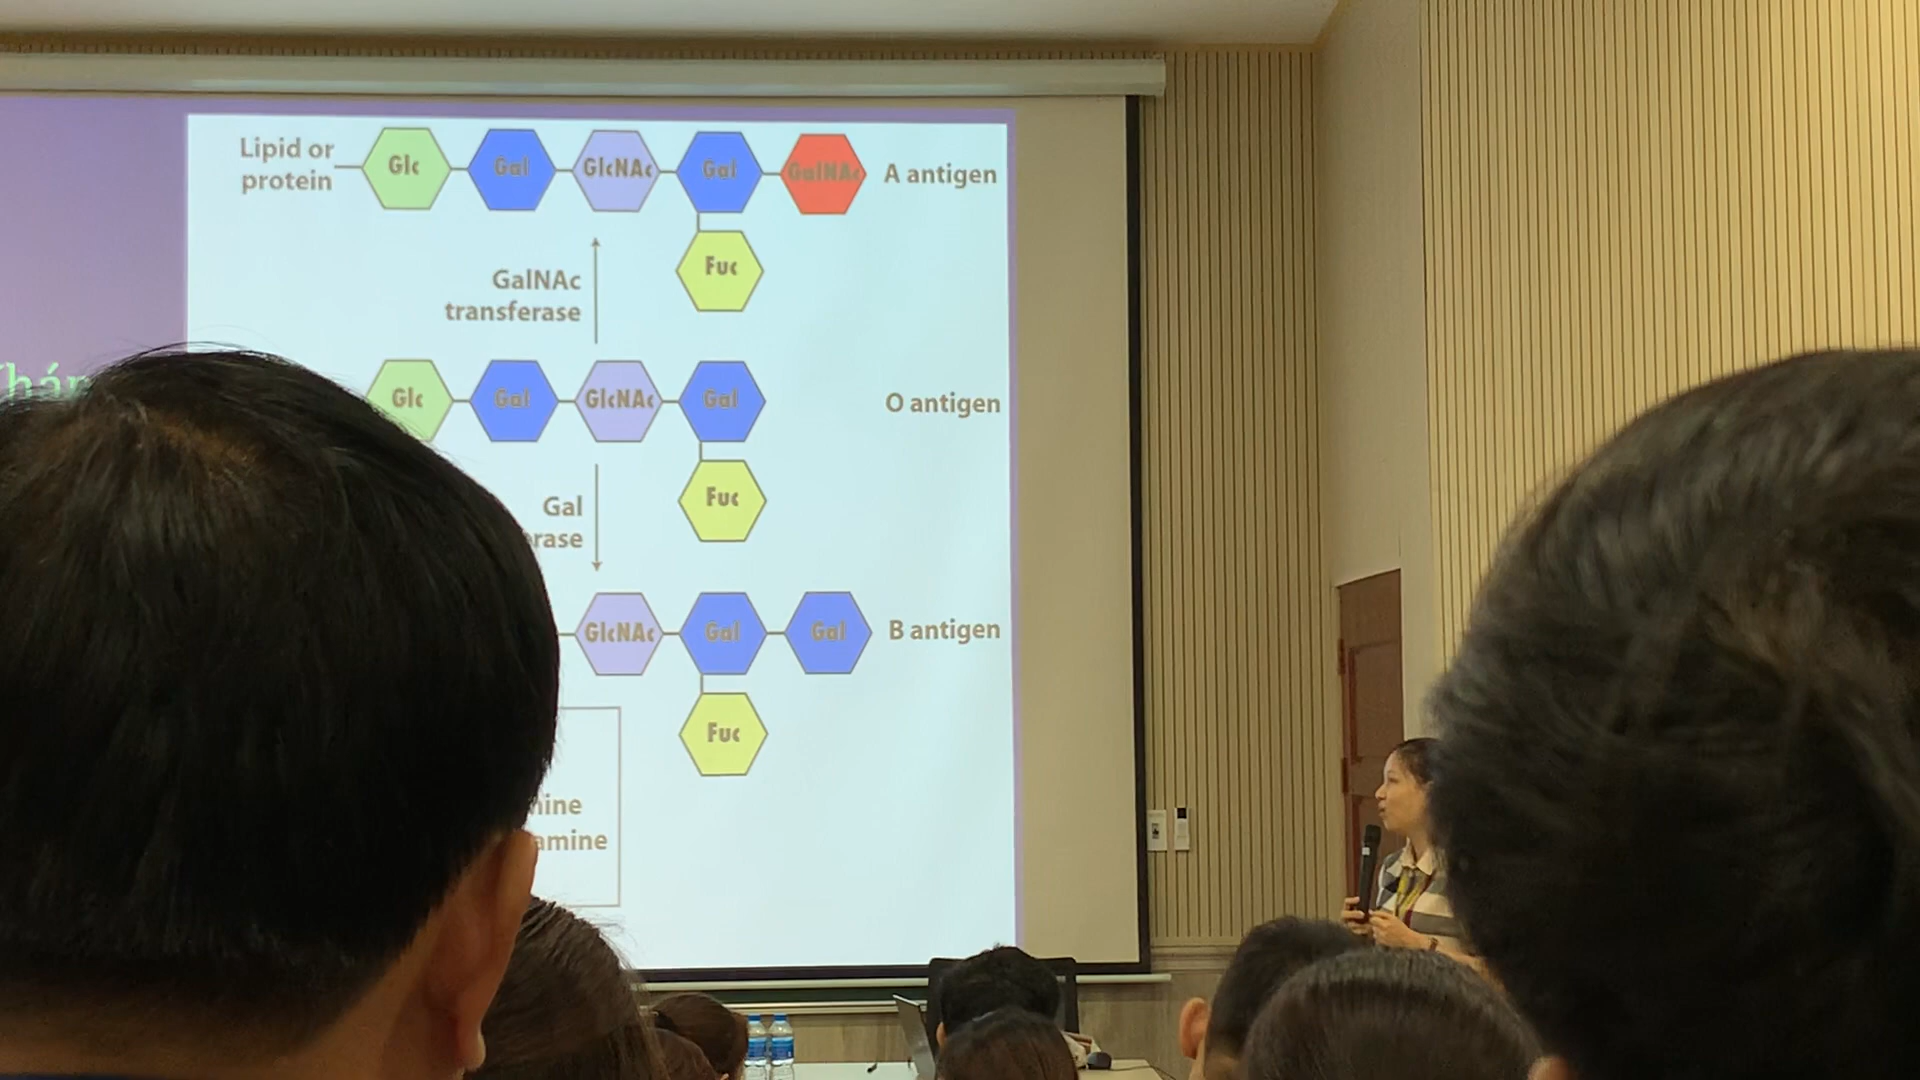 Lipid or
protein
Glc Gal GlcNAc Gal GalNAc A antigen
Fuc
GalNAc
transferase
Glc Gal GlcNAc Gal O antigen
Fuc
Gal
GlcNAc Gal Gal B antigen
Fuc